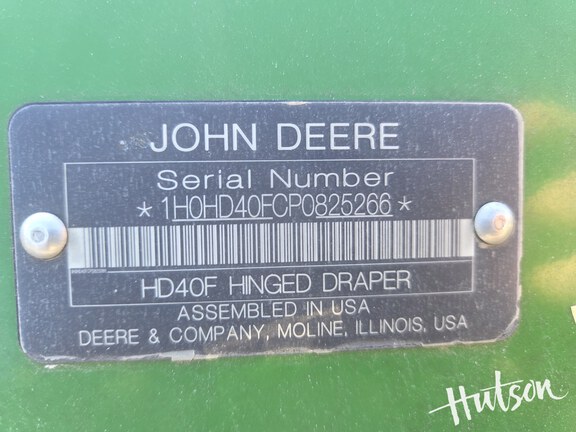 JOHN DEERE
Serial Number
*1H0HD40FCP0825266*
HD40F HINGED DRAPER
ASSEMBLED IN USA
DEERE & COMPANY, MOLINE, ILLINOIS, USA
Hutson